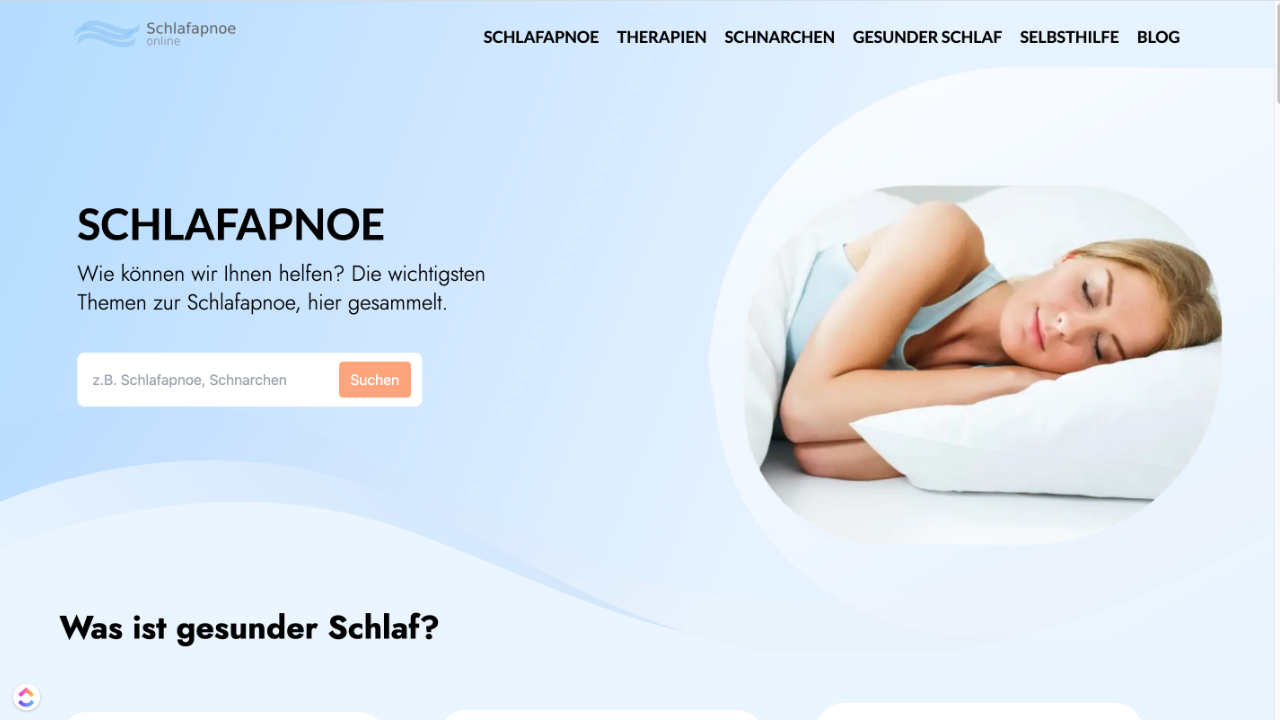 Schlafapnoe
online
SCHLAFAPNOE THERAPIEN SCHNARCHEN GESUNDER SCHLAF SELBSTHILFE BLOG
SCHLAFAPNOE
Wie können wir Ihnen helfen? Die wichtigsten
Themen zur Schlafapnoe, hier gesammelt.
z.B. Schlafapnoe, Schnarchen Suchen
Was ist gesunder Schlaf?